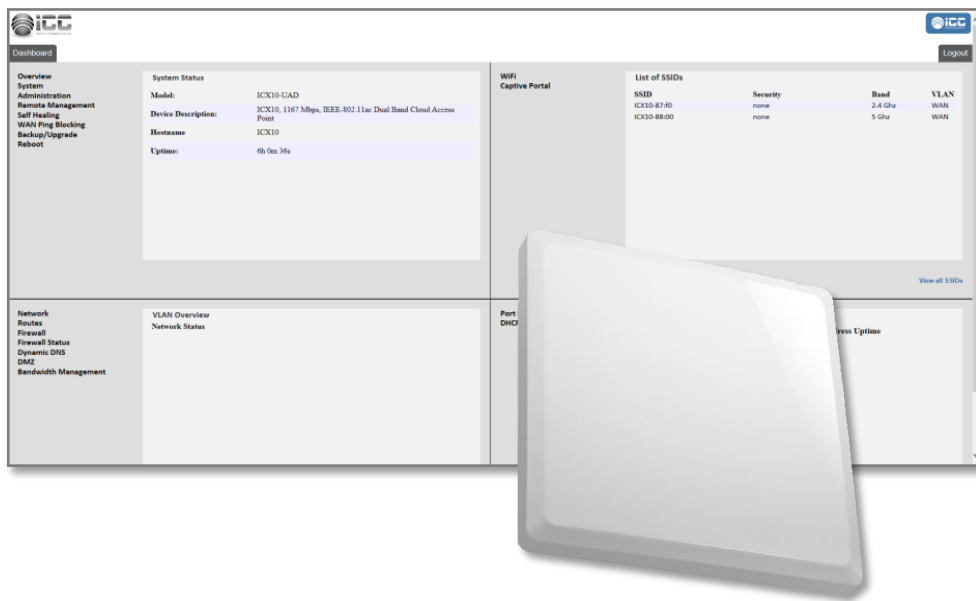 icc
icc
Dashboard
Logout
Overview
System
Administration
Remote Management
Self Healing
WAN Ping Blocking
Backup/Upgrade
Reboot
System Status
Model: ICX10-UAD
Device Description: ICX10, 1167 Mbps, IEEE-802.11ac Dual Band Cloud Access
Point
Hostname ICX10
Uptime: 6h 0m 36s
WiFi
Captive Portal
List of SSIDs
SSID Security Band VLAN
ICX10-87:f0 none 2.4 Ghz WAN
ICX10-88:00 none 5 Ghz WAN
View all SSIDs
Network
Routes
Firewall
Firewall Status
Dynamic DNS
DMZ
Bandwidth Management
VLAN Overview
Network Status
Port
DHCP
Uptime